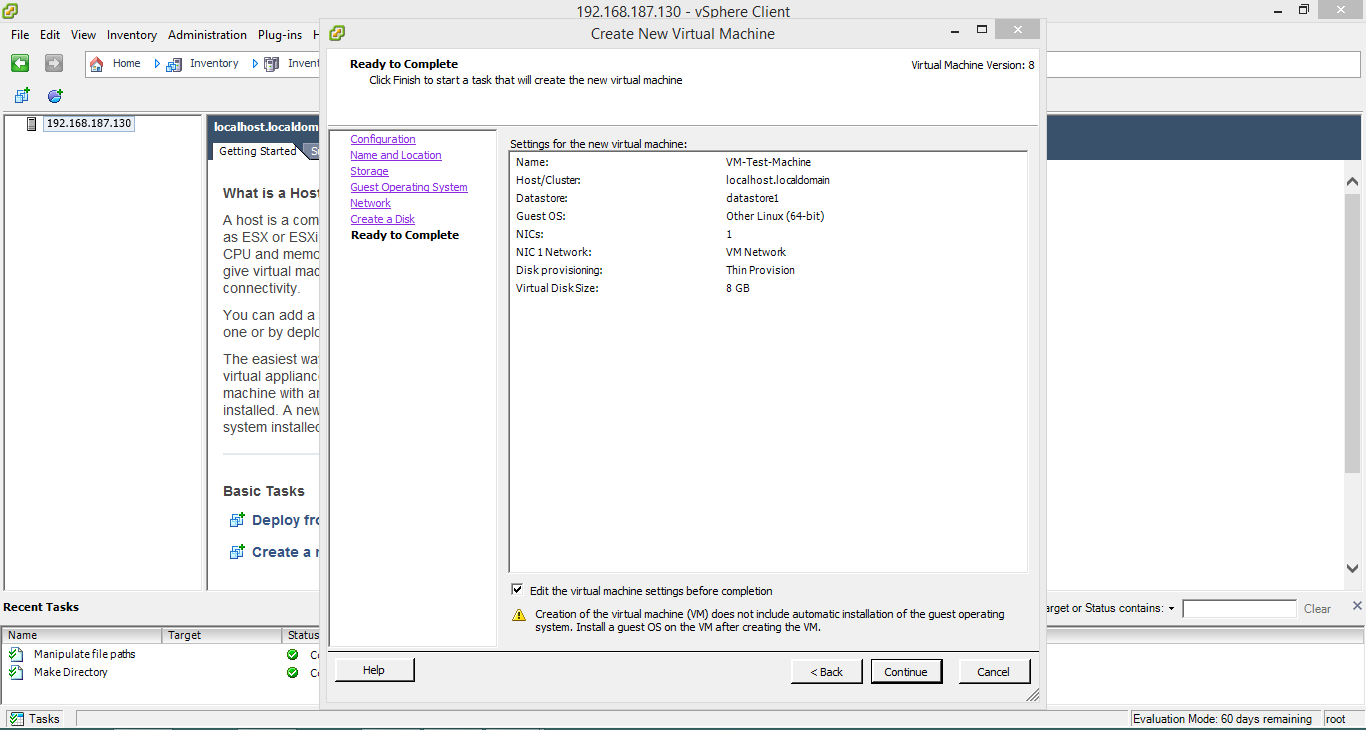 192.168.187.130 - vSphere Client
File Edit View Inventory Administration Plug-ins
Home Inventory
192.168.187.130
localhost.localdom
Getting Started
What is a Host
A host is a com
as ESX or ESXi
CPU and memo
give virtual mac
connectivity.
You can add a
one or by deplo
The easiest wa
virtual applianc
machine with an
installed. A new
system installed
Basic Tasks
Deploy fro
Create a n
Create New Virtual Machine
Ready to Complete
Click Finish to start a task that will create the new virtual machine
Virtual Machine Version: 8
Configuration
Name and Location
Storage
Guest Operating System
Network
Create a Disk
Ready to Complete
Settings for the new virtual machine:
Name: VM-Test-Machine
Host/Cluster: localhost.localdomain
Datastore: datastore1
Guest OS: Other Linux (64-bit)
NICs: 1
NIC 1 Network: VM Network
Disk provisioning: Thin Provision
Virtual Disk Size: 8 GB
Edit the virtual machine settings before completion
Creation of the virtual machine (VM) does not include automatic installation of the guest operating
system. Install a guest OS on the VM after creating the VM.
Help < Back Continue Cancel
Recent Tasks
arget or Status contains: Clear
Name Target Status
Manipulate file paths
Make Directory
Tasks Evaluation Mode: 60 days remaining root